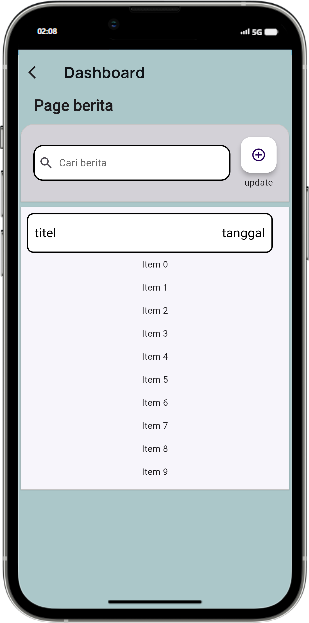 02:08 5G
Dashboard
Page berita
Cari berita
update
titel tanggal
Item 0
Item 1
Item 2
Item 3
Item 4
Item 5
Item 6
Item 7
Item 8
Item 9